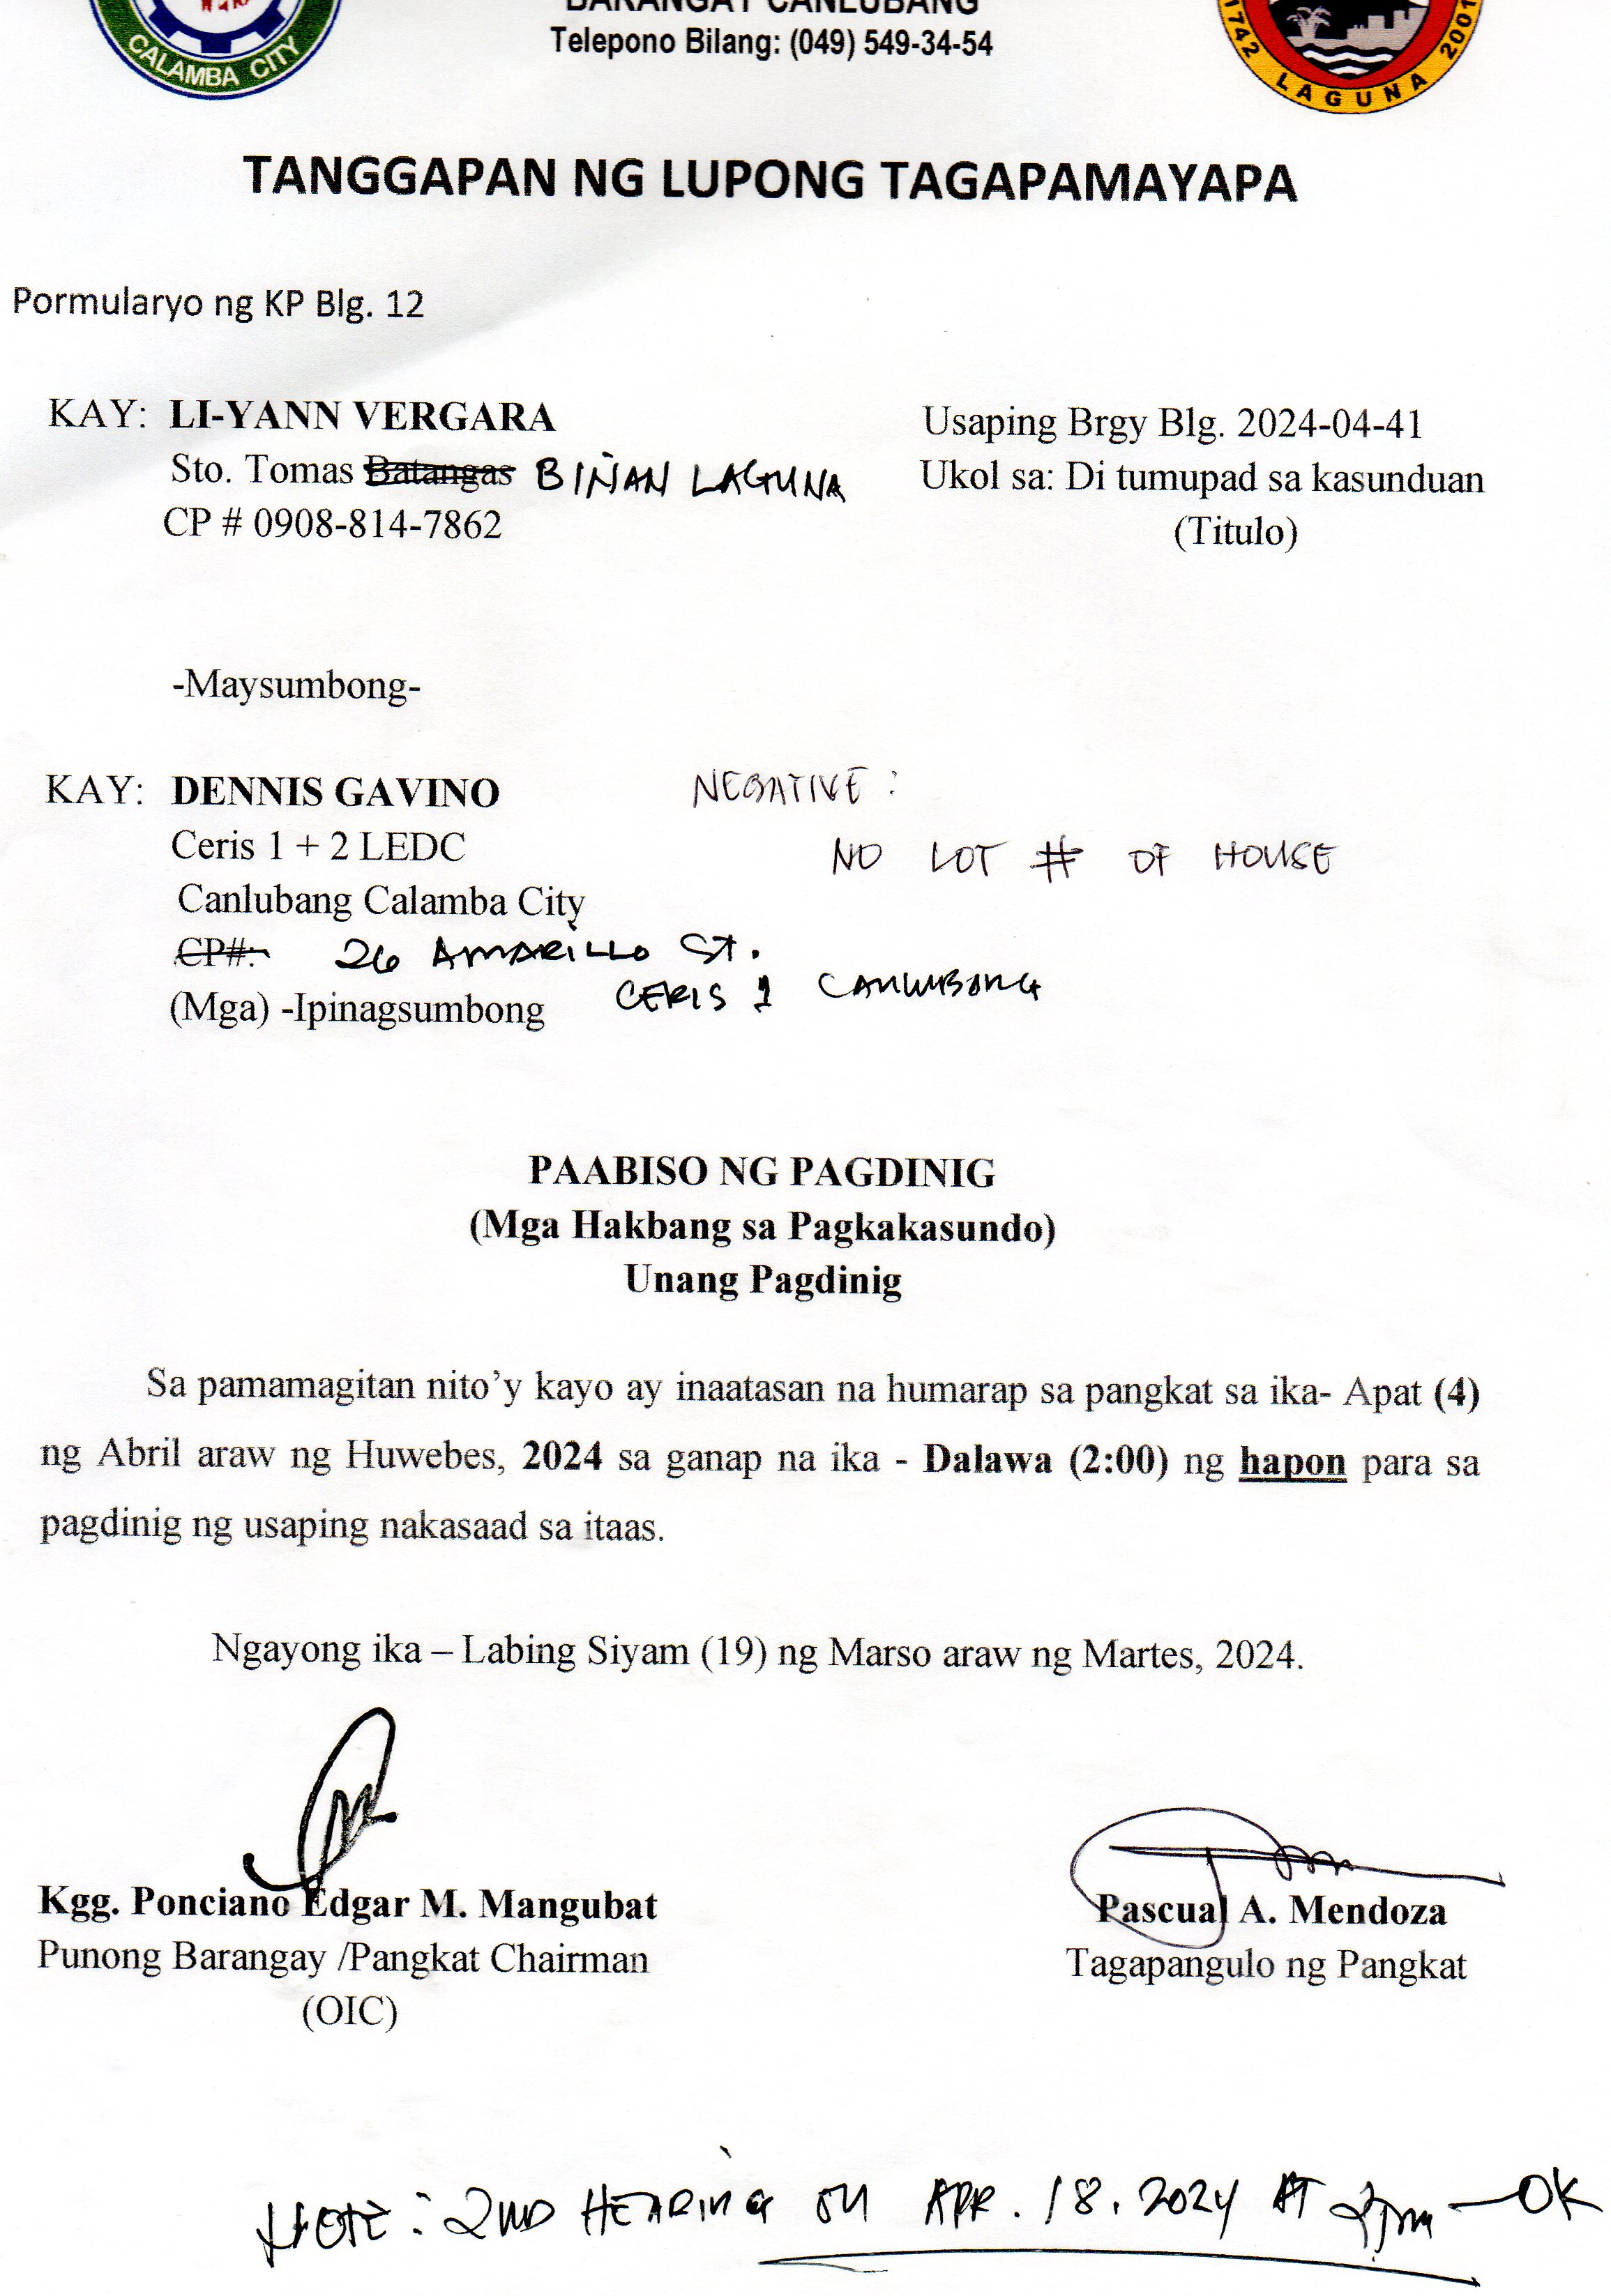 BARANGAY CANLUBANG
Telepono Bilang: (049) 549-34-54
CALAMBA CITY
1742 LAGUNA 2001
TANGGAPAN NG LUPONG TAGAPAMAYAPA
Pormularyo ng KP Blg. 12
KAY: LI-YANN VERGARA
Sto. Tomas Batangas BIÑAN LAGUNA
CP # 0908-814-7862
Usaping Brgy Blg. 2024-04-41
Ukol sa: Di tumupad sa kasunduan
(Titulo)
-Maysumbong-
KAY: DENNIS GAVINO
NEGATIVE:
Ceris 1 + 2 LEDC
NO LOT # OF HOUSE
Canlubang Calamba City
CP#: 26 AMARILLO ST.
CERIS 1 CANLUBANG
(Mga) -Ipinagsumbong
PAABISO NG PAGDINIG
(Mga Hakbang sa Pagkakasundo)
Unang Pagdinig
Sa pamamagitan nito’y kayo ay inaatasan na humarap sa pangkat sa ika- Apat (4)
ng Abril araw ng Huwebes, 2024 sa ganap na ika - Dalawa (2:00) ng hapon para sa
pagdinig ng usaping nakasaad sa itaas.
Ngayong ika – Labing Siyam (19) ng Marso araw ng Martes, 2024.
Kgg. Ponciano Edgar M. Mangubat
Punong Barangay /Pangkat Chairman
(OIC)
Pascual A. Mendoza
Tagapangulo ng Pangkat
NOTE: 2ND HEARING ON APR. 18, 2024 AT 2pm — OK